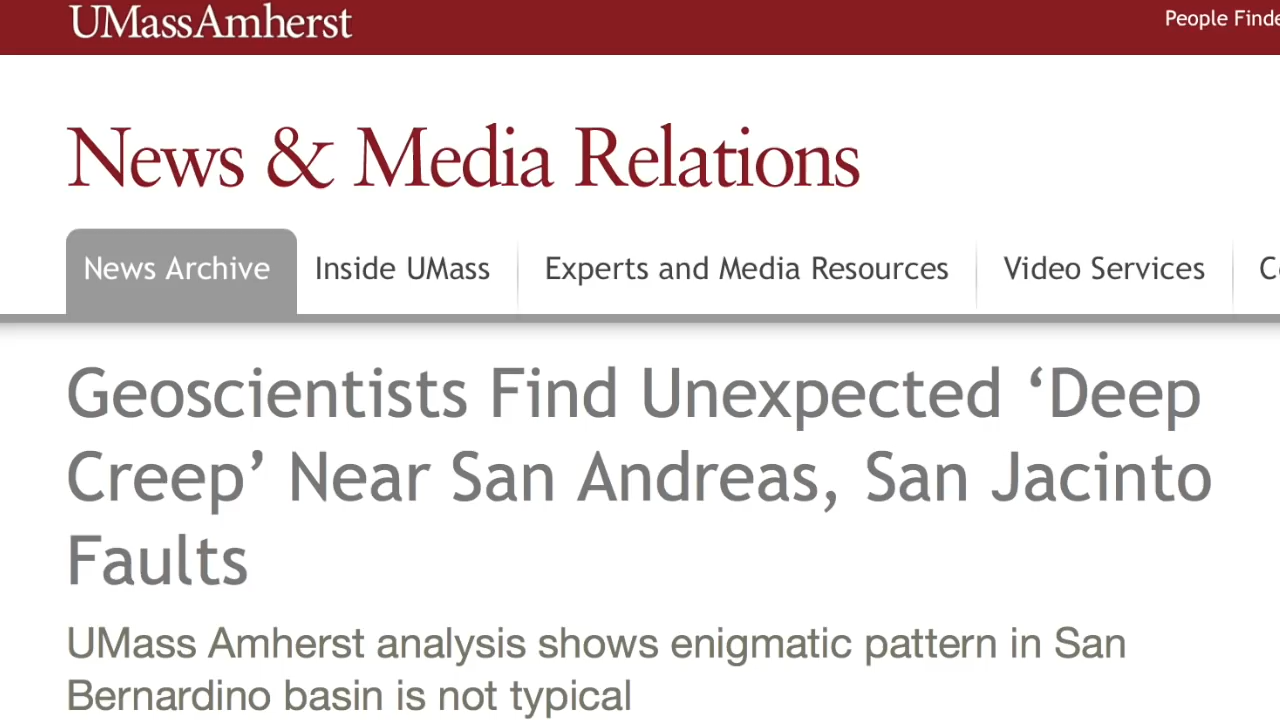 UMassAmherst
People Finde
News & Media Relations
News Archive
Inside UMass
Experts and Media Resources
Video Services
Geoscientists Find Unexpected ‘Deep
Creep’ Near San Andreas, San Jacinto
Faults
UMass Amherst analysis shows enigmatic pattern in San
Bernardino basin is not typical